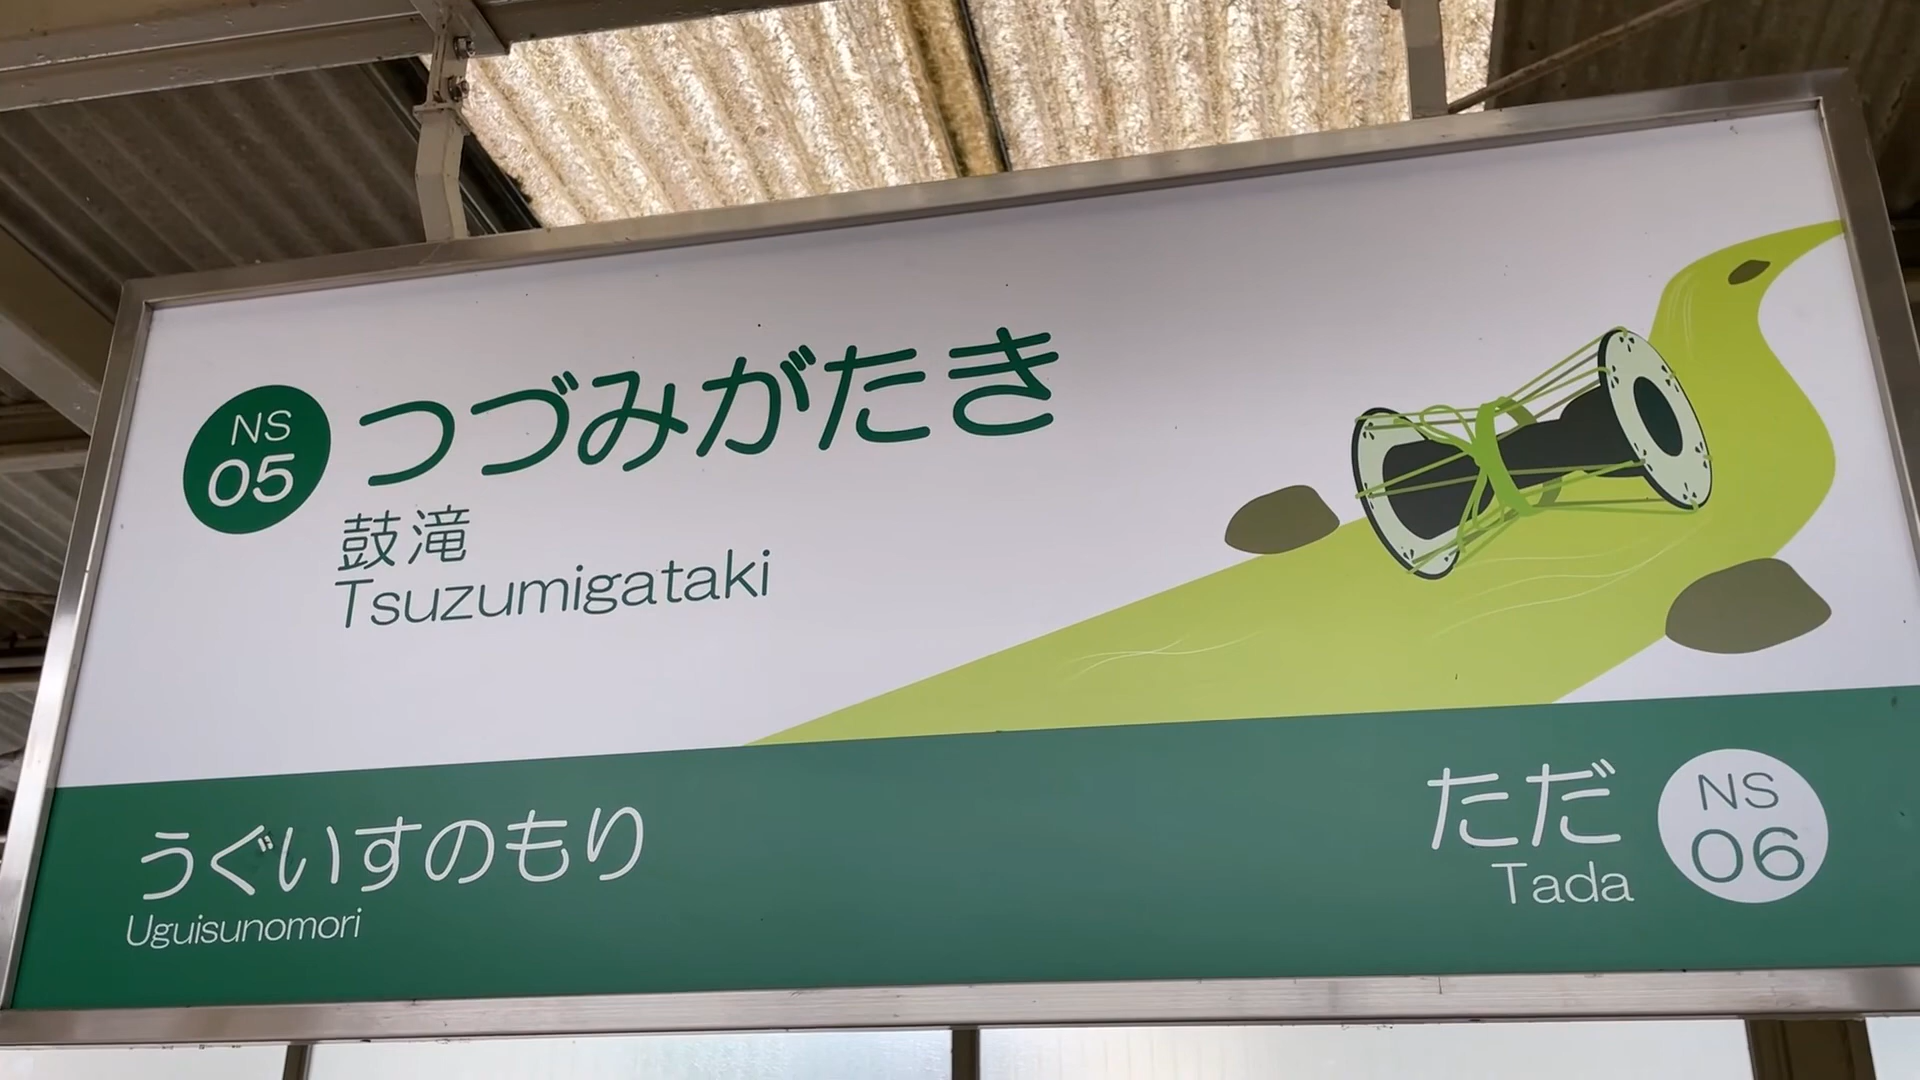 NS
05
つづみがたき
鼓滝
Tsuzumigataki
うぐいすのもり
Uguisunomori
ただ
Tada
NS
06